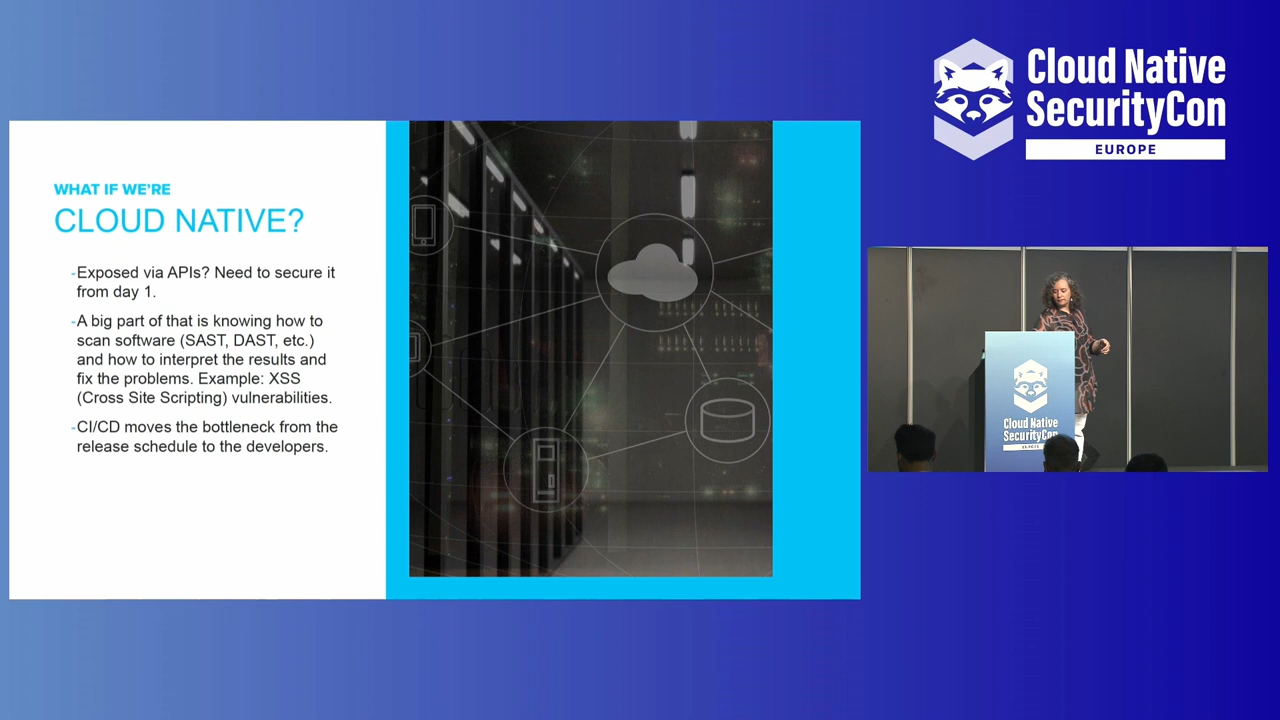 Cloud Native
SecurityCon
EUROPE
WHAT IF WE'RE
CLOUD NATIVE?
-Exposed via APIs? Need to secure it
from day 1.
-A big part of that is knowing how to
scan software (SAST, DAST, etc.)
and how to interpret the results and
fix the problems. Example: XSS
(Cross Site Scripting) vulnerabilities.
-CI/CD moves the bottleneck from the
release schedule to the developers.
Cloud Native
SecurityCon